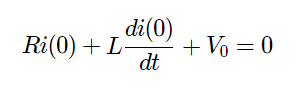 Ri(0) + L\frac{di(0)}{dt} + V_0 = 0